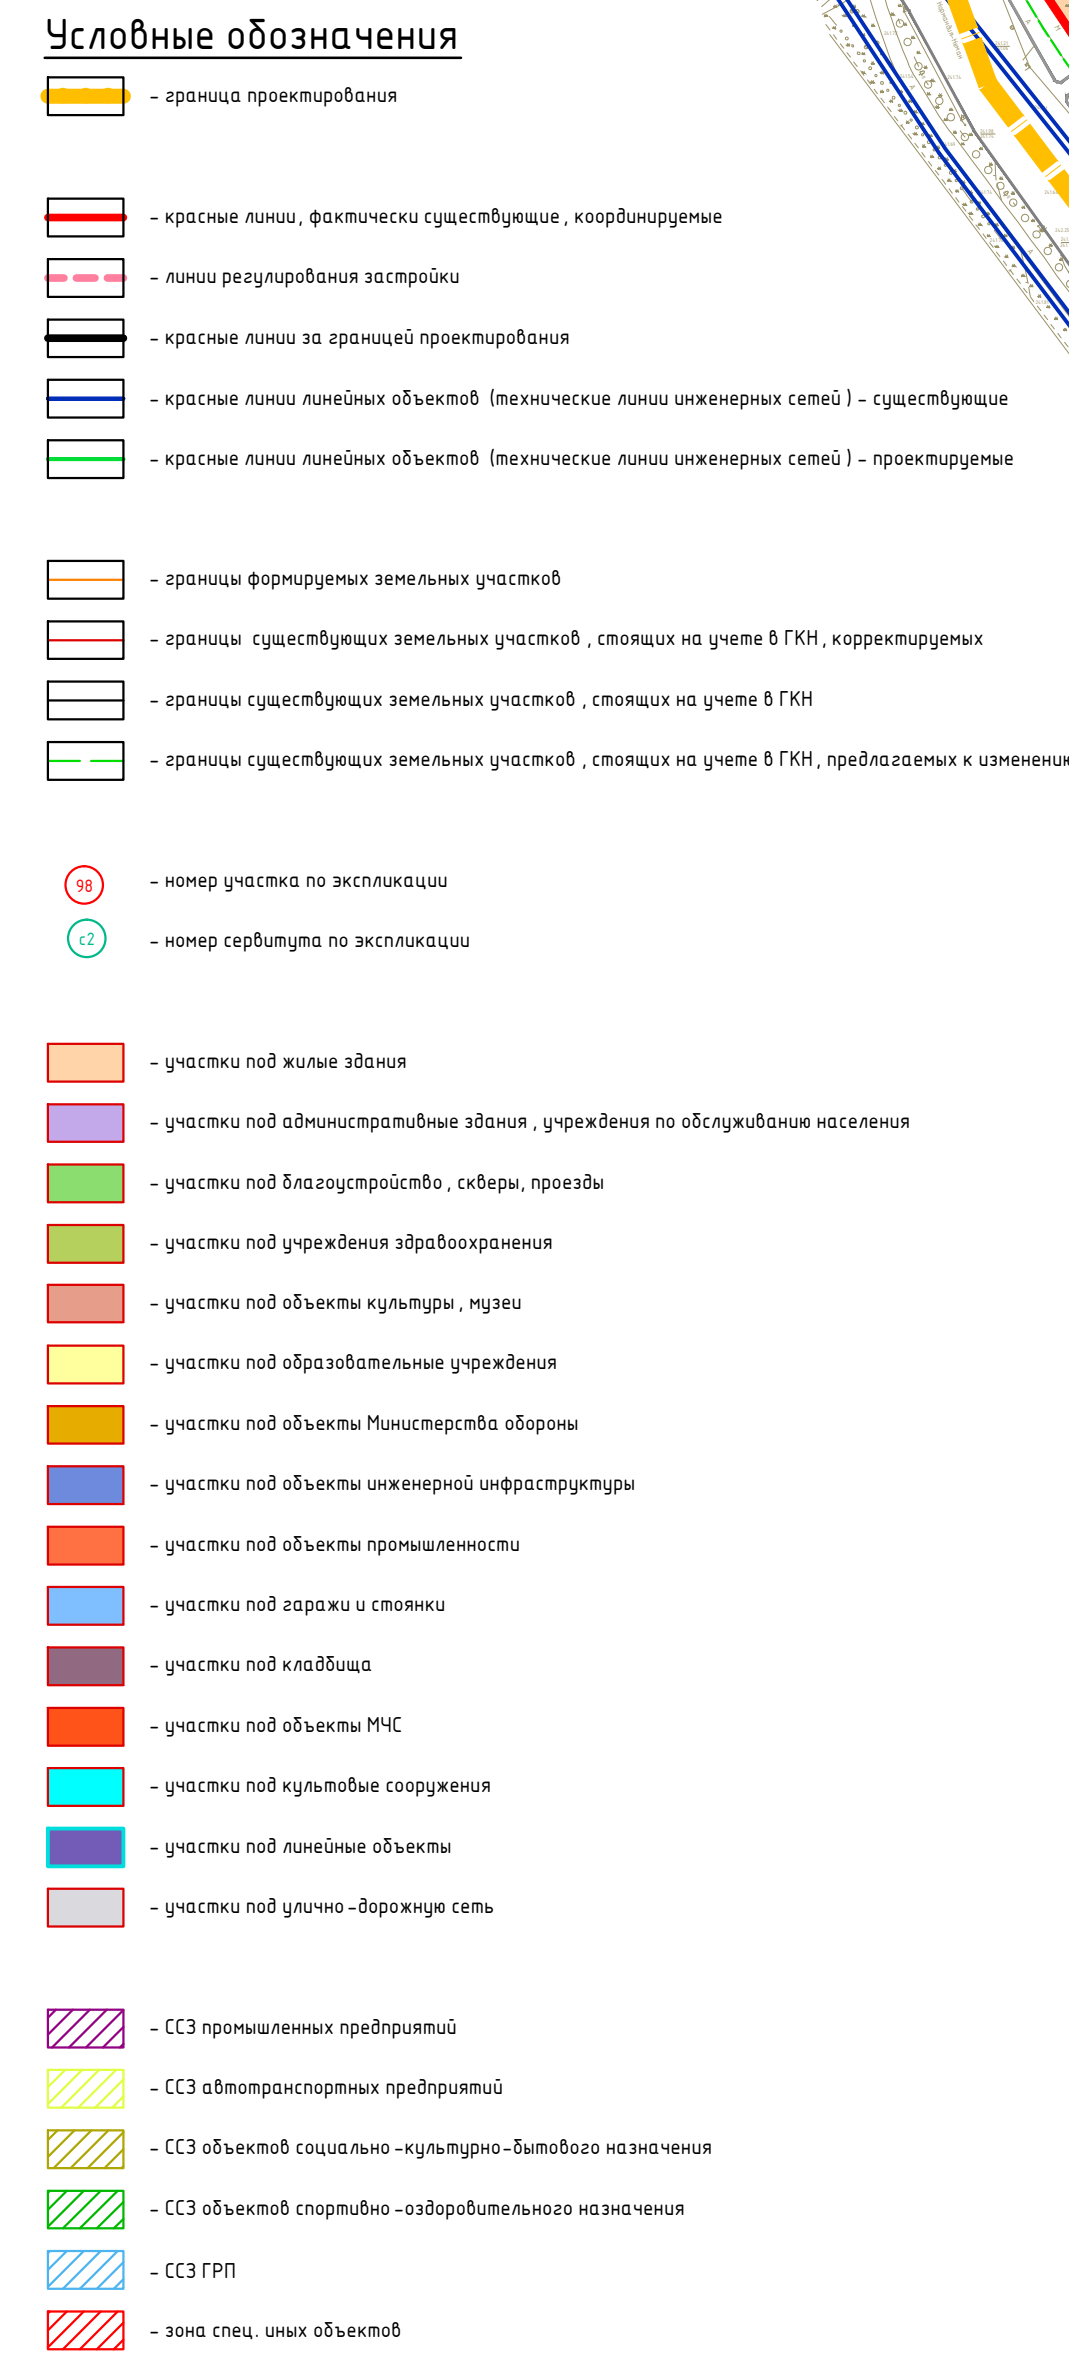 Условные обозначения
- граница проектирования
- красные линии, фактически существующие, координируемые
- линии регулирования застройки
- красные линии за границей проектирования
- красные линии линейных объектов (технические линии инженерных сетей) - существующие
- красные линии линейных объектов (технические линии инженерных сетей) - проектируемые
- границы формируемых земельных участков
- границы существующих земельных участков, стоящих на учете в ГКН, корректируемых
- границы существующих земельных участков, стоящих на учете в ГКН
- границы существующих земельных участков, стоящих на учете в ГКН, предлагаемых к изменению
98 - номер участка по экспликации
с2 - номер сервитута по экспликации
- участки под жилые здания
- участки под административные здания, учреждения по обслуживанию населения
- участки под благоустройство, скверы, проезды
- участки под учреждения здравоохранения
- участки под объекты культуры, музеи
- участки под образовательные учреждения
- участки под объекты Министерства обороны
- участки под объекты инженерной инфраструктуры
- участки под объекты промышленности
- участки под гаражи и стоянки
- участки под кладбища
- участки под объекты МЧС
- участки под культовые сооружения
- участки под линейные объекты
- участки под улично-дорожную сеть
- ССЗ промышленных предприятий
- ССЗ автотранспортных предприятий
- ССЗ объектов социально-культурно-бытового назначения
- ССЗ объектов спортивно-оздоровительного назначения
- ССЗ ГРП
- зона спец. иных объектов